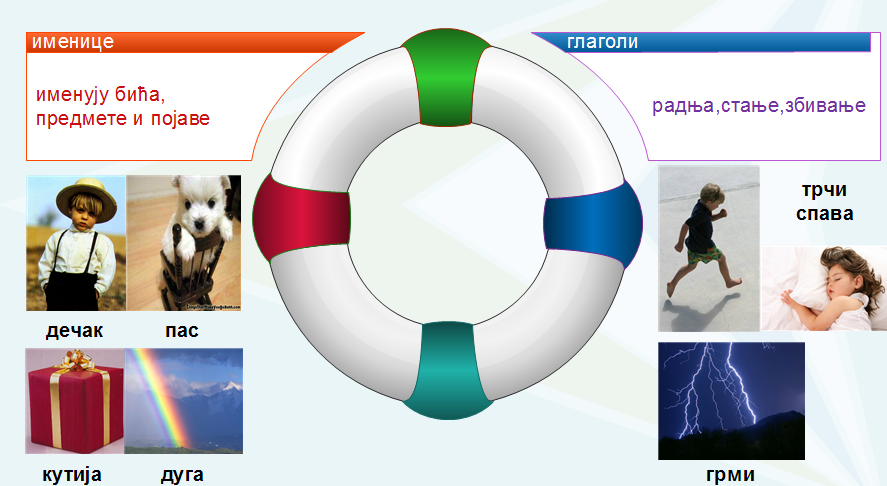 именице
именују бића,
предмете и појаве
дечак
пас
кутија
дуга
глаголи
радња,стање,збивање
трчи
спава
грми